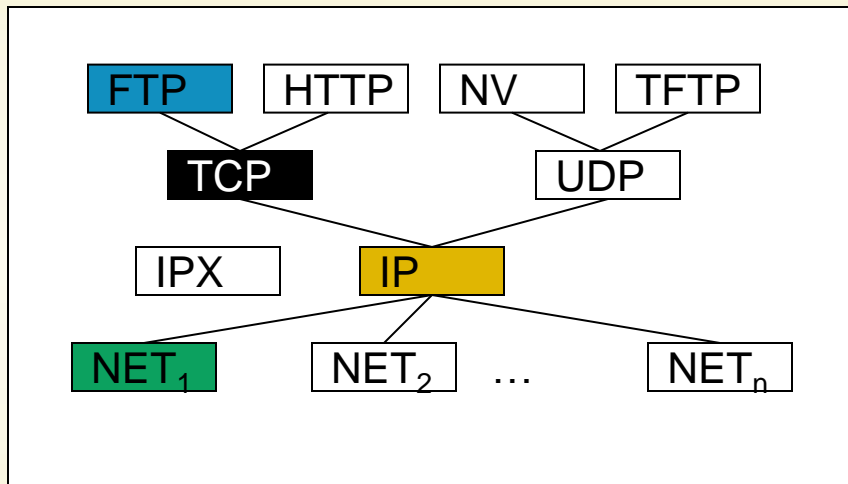 FTP HTTP NV TFTP
TCP UDP
IPX IP
NET₁ NET₂ … NETₙ